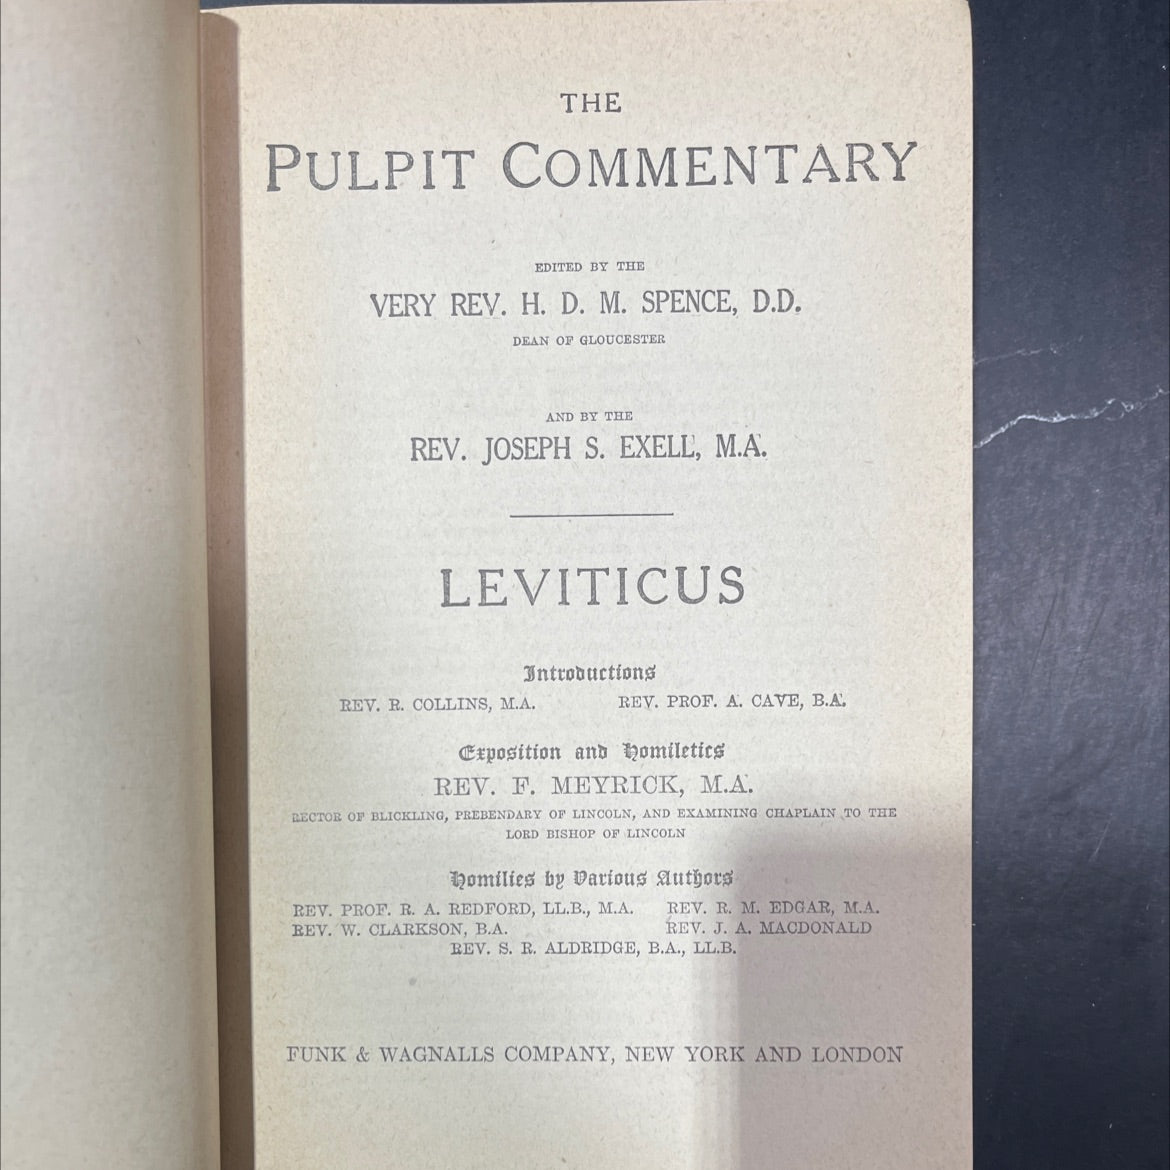 THE
PULPIT COMMENTARY
EDITED BY THE
VERY REV. H. D. M. SPENCE, D.D.
DEAN OF GLOUCESTER
AND BY THE
REV. JOSEPH S. EXELL, M.A.
LEVITICUS
Introductions
REV. R. COLLINS, M.A. REV. PROF. A. CAVE, B.A.
Exposition and Homiletics
REV. F. MEYRICK, M.A.
RECTOR OF BLICKLING, PREBENDARY OF LINCOLN, AND EXAMINING CHAPLAIN TO THE
LORD BISHOP OF LINCOLN
Homilies by Various Authors
REV. PROF. R. A. REDFORD, LL.B., M.A. REV. R. M. EDGAR, M.A.
REV. W. CLARKSON, B.A. REV. J. A. MACDONALD
REV. S. R. ALDRIDGE, B.A., LL.B.
FUNK & WAGNALLS COMPANY, NEW YORK AND LONDON